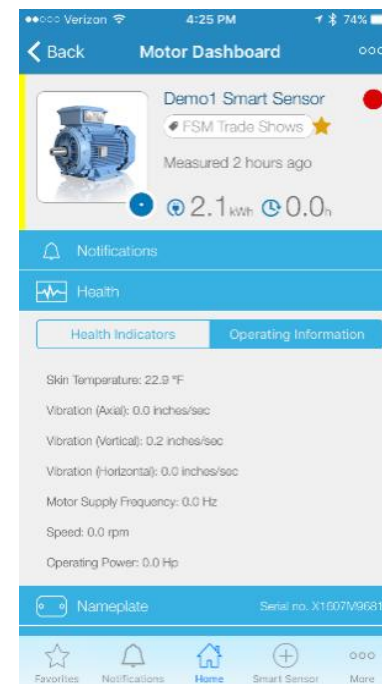 Verizon 4:25 PM 74%
Back Motor Dashboard
Demo1 Smart Sensor
FSM Trade Shows
Measured 2 hours ago
2.1 kWh 0.0h
Notifications
Health
Health Indicators Operating Information
Skin Temperature: 22.9 °F
Vibration (Axial): 0.0 inches/sec
Vibration (Vertical): 0.2 inches/sec
Vibration (Horizontal): 0.0 inches/sec
Motor Supply Frequency: 0.0 Hz
Speed: 0.0 rpm
Operating Power: 0.0 Hp
Nameplate Serial no. X1607M9681
Favorites Notifications Home Smart Sensor More